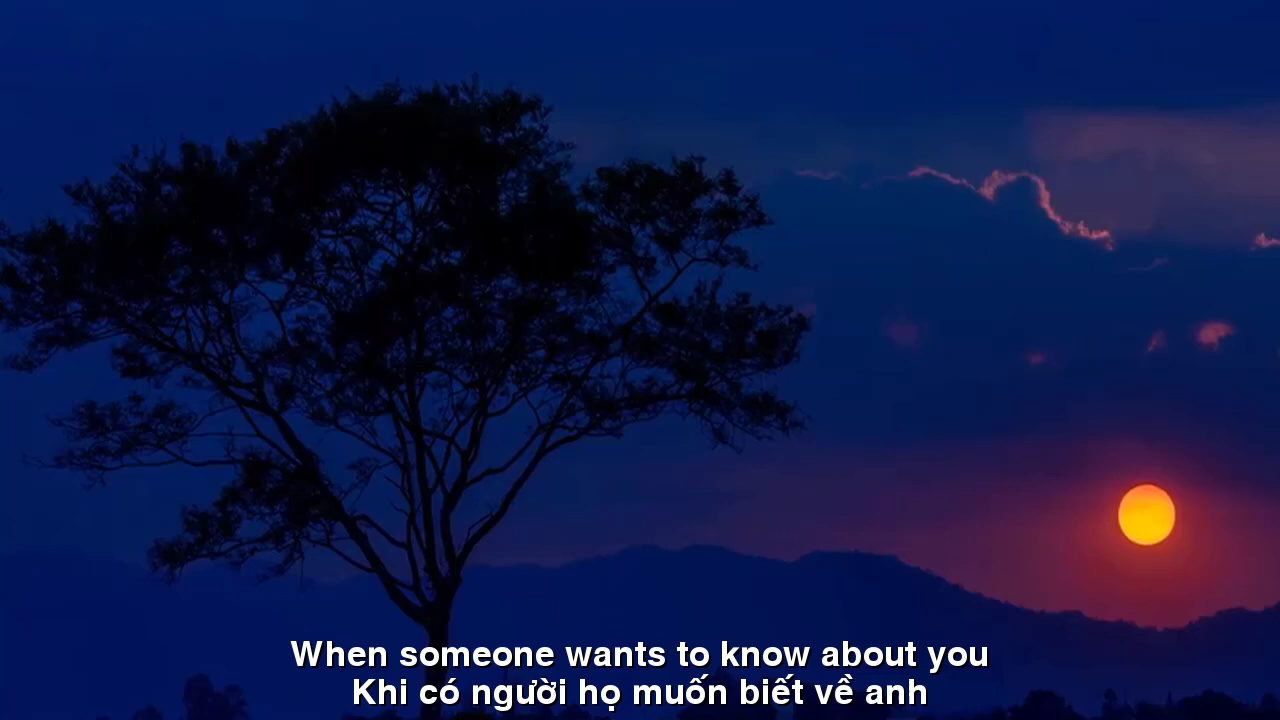 When someone wants to know about you
Khi có người họ muốn biết về anh